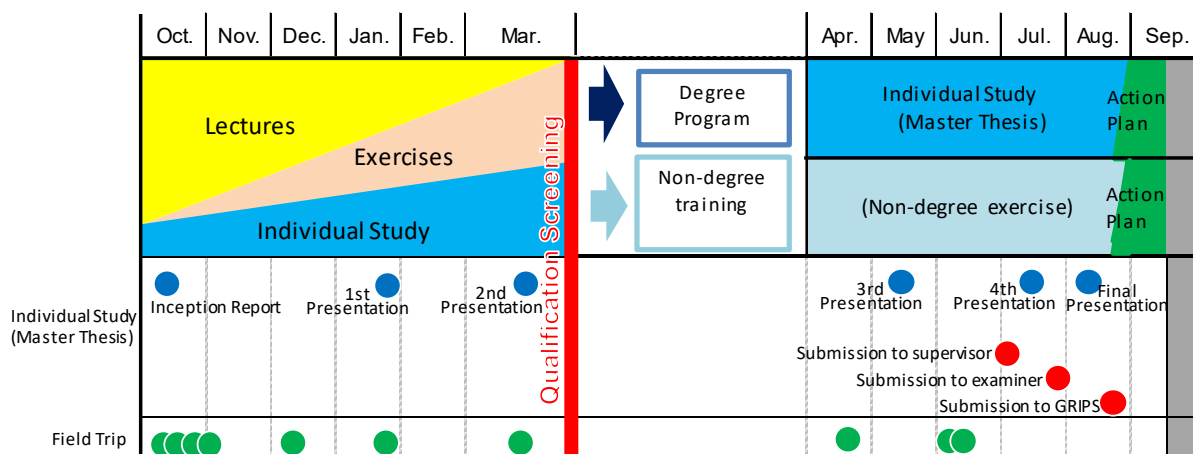 Oct. Nov. Dec. Jan. Feb. Mar. Apr. May Jun. Jul. Aug. Sep.
Lectures
Exercises
Individual Study
Qualification Screening
Degree
Program
Non-degree
training
Individual Study
(Master Thesis)
Action
Plan
(Non-degree exercise)
Action
Plan
Individual Study
(Master Thesis)
Inception Report
1st
Presentation
2nd
Presentation
3rd
Presentation
4th
Presentation
Final
Presentation
Submission to supervisor
Submission to examiner
Submission to GRIPS
Field Trip